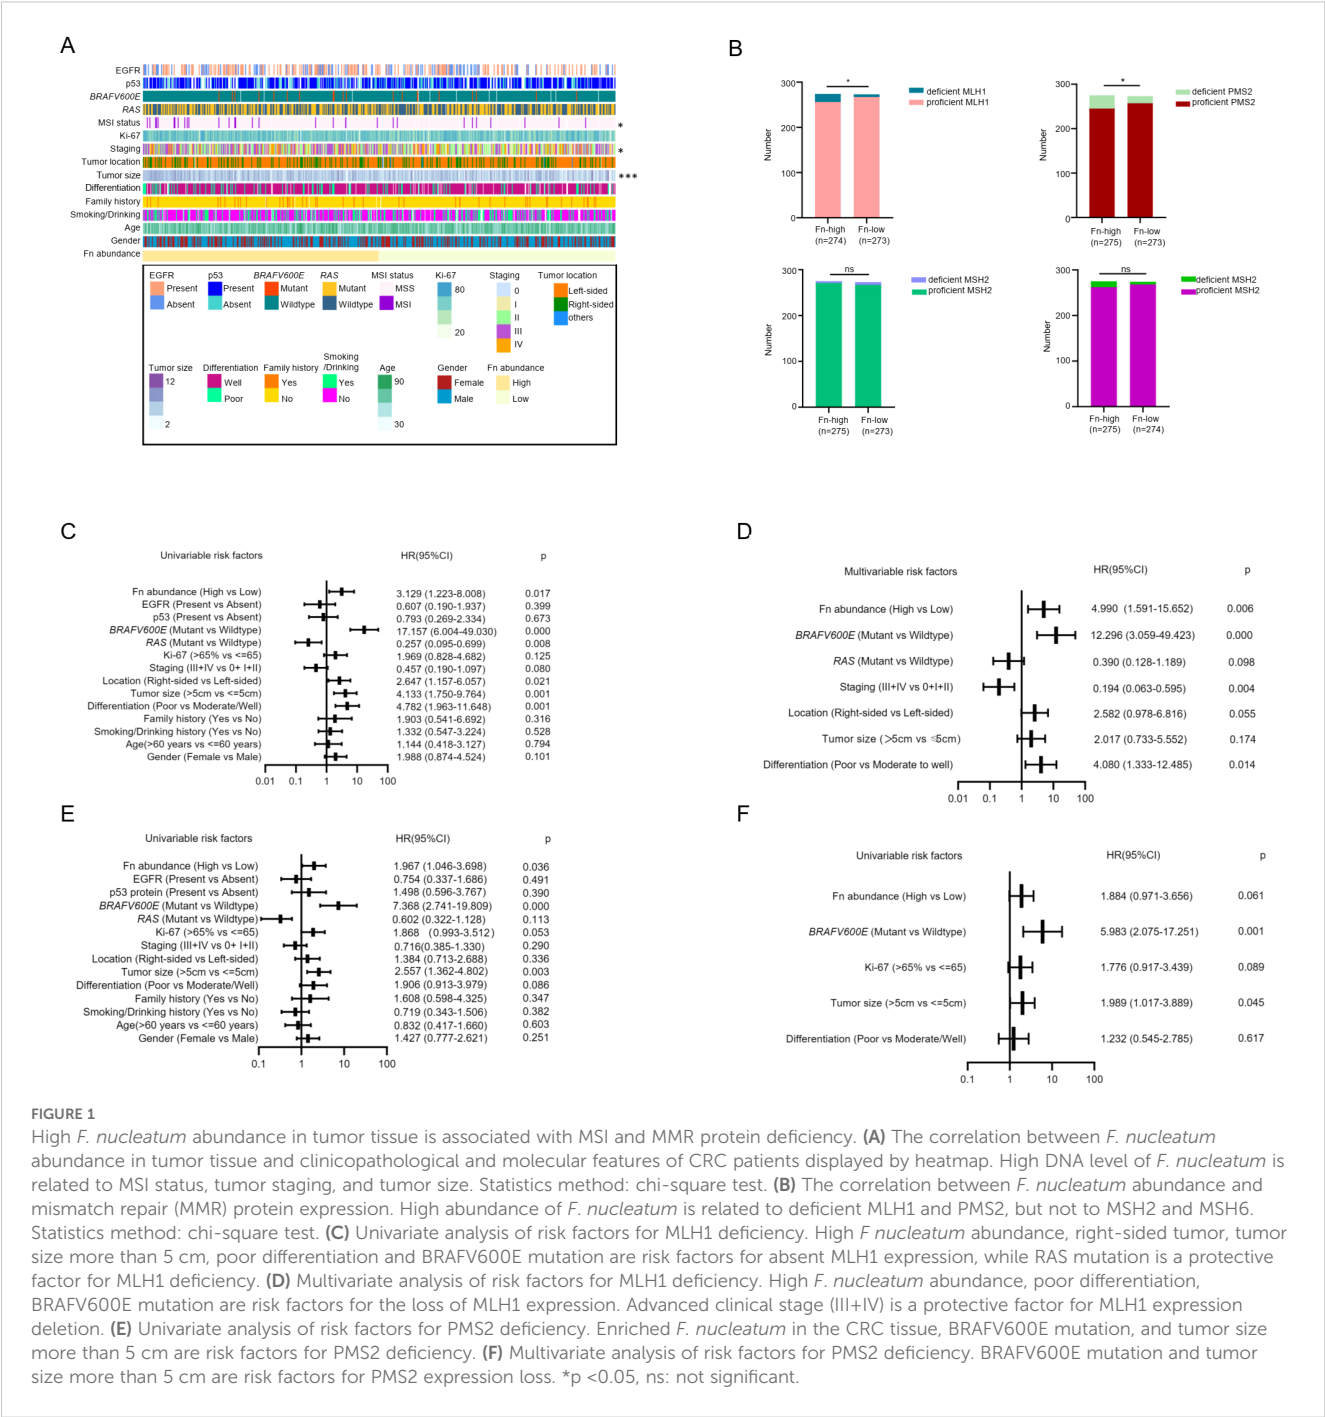 A
EGFR
p53
BRAFV600E
RAS
MSI status
*
Ki-67
Staging
*
Tumor location
Tumor size
***
Differentiation
Family history
Smoking/Drinking
Age
Gender
Fn abundance
EGFR
Present
Absent
p53
Present
Absent
BRAFV600E
Mutant
Wildtype
RAS
Mutant
Wildtype
MSI status
MSS
MSI
Ki-67
80
20
Staging
0
I
II
III
IV
Tumor location
Left-sided
Right-sided
others
Tumor size
12
2
Differentiation
Well
Poor
Family history
Yes
No
Smoking
/Drinking
Yes
No
Age
90
30
Gender
Female
Male
Fn abundance
High
Low
B
Number
300
200
100
0
*
Fn-high
(n=274)
Fn-low
(n=273)
deficient MLH1
proficient MLH1
Number
300
200
100
0
*
Fn-high
(n=275)
Fn-low
(n=273)
deficient PMS2
proficient PMS2
Number
300
200
100
0
ns
Fn-high
(n=275)
Fn-low
(n=273)
deficient MSH2
proficient MSH2
Number
300
200
100
0
ns
Fn-high
(n=275)
Fn-low
(n=274)
deficient MSH2
proficient MSH2
C
Univariable risk factors HR(95%CI) p
Fn abundance (High vs Low) 3.129 (1.223-8.008) 0.017
EGFR (Present vs Absent) 0.607 (0.190-1.937) 0.399
p53 (Present vs Absent) 0.793 (0.269-2.334) 0.673
BRAFV600E (Mutant vs Wildtype) 17.157 (6.004-49.030) 0.000
RAS (Mutant vs Wildtype) 0.257 (0.095-0.699) 0.008
Ki-67 (>65% vs <=65) 1.969 (0.828-4.682) 0.125
Staging (III+IV vs 0+ I+II) 0.457 (0.190-1.097) 0.080
Location (Right-sided vs Left-sided) 2.647 (1.157-6.057) 0.021
Tumor size (>5cm vs <=5cm) 4.133 (1.750-9.764) 0.001
Differentiation (Poor vs Moderate/Well) 4.782 (1.963-11.648) 0.001
Family history (Yes vs No) 1.903 (0.541-6.692) 0.316
Smoking/Drinking history (Yes vs No) 1.332 (0.547-3.224) 0.528
Age(>60 years vs <=60 years) 1.144 (0.418-3.127) 0.794
Gender (Female vs Male) 1.988 (0.874-4.524) 0.101
0.01 0.1 1 10 100
D
Multivariable risk factors HR(95%CI) p
Fn abundance (High vs Low) 4.990 (1.591-15.652) 0.006
BRAFV600E (Mutant vs Wildtype) 12.296 (3.059-49.423) 0.000
RAS (Mutant vs Wildtype) 0.390 (0.128-1.189) 0.098
Staging (III+IV vs 0+I+II) 0.194 (0.063-0.595) 0.004
Location (Right-sided vs Left-sided) 2.582 (0.978-6.816) 0.055
Tumor size (>5cm vs ≤5cm) 2.017 (0.733-5.552) 0.174
Differentiation (Poor vs Moderate to well) 4.080 (1.333-12.485) 0.014
0.01 0.1 1 10 100
E
Univariable risk factors HR(95%CI) p
Fn abundance (High vs Low) 1.967 (1.046-3.698) 0.036
EGFR (Present vs Absent) 0.754 (0.337-1.686) 0.491
p53 protein (Present vs Absent) 1.498 (0.596-3.767) 0.390
BRAFV600E (Mutant vs Wildtype) 7.368 (2.741-19.809) 0.000
RAS (Mutant vs Wildtype) 0.602 (0.322-1.128) 0.113
Ki-67 (>65% vs <=65) 1.868 (0.993-3.512) 0.053
Staging (III+IV vs 0+ I+II) 0.716(0.385-1.330) 0.290
Location (Right-sided vs Left-sided) 1.384 (0.713-2.688) 0.336
Tumor size (>5cm vs <=5cm) 2.557 (1.362-4.802) 0.003
Differentiation (Poor vs Moderate/Well) 1.906 (0.913-3.979) 0.086
Family history (Yes vs No) 1.608 (0.598-4.325) 0.347
Smoking/Drinking history (Yes vs No) 0.719 (0.343-1.506) 0.382
Age(>60 years vs <=60 years) 0.832 (0.417-1.660) 0.603
Gender (Female vs Male) 1.427 (0.777-2.621) 0.251
0.1 1 10 100
F
Univariable risk factors HR(95%CI) p
Fn abundance (High vs Low) 1.884 (0.971-3.656) 0.061
BRAFV600E (Mutant vs Wildtype) 5.983 (2.075-17.251) 0.001
Ki-67 (>65% vs <=65) 1.776 (0.917-3.439) 0.089
Tumor size (>5cm vs <=5cm) 1.989 (1.017-3.889) 0.045
Differentiation (Poor vs Moderate/Well) 1.232 (0.545-2.785) 0.617
0.1 1 10 100
FIGURE 1
High F. nucleatum abundance in tumor tissue is associated with MSI and MMR protein deficiency. (A) The correlation between F. nucleatum
abundance in tumor tissue and clinicopathological and molecular features of CRC patients displayed by heatmap. High DNA level of F. nucleatum is
related to MSI status, tumor staging, and tumor size. Statistics method: chi-square test. (B) The correlation between F. nucleatum abundance and
mismatch repair (MMR) protein expression. High abundance of F. nucleatum is related to deficient MLH1 and PMS2, but not to MSH2 and MSH6.
Statistics method: chi-square test. (C) Univariate analysis of risk factors for MLH1 deficiency. High F nucleatum abundance, right-sided tumor, tumor
size more than 5 cm, poor differentiation and BRAFV600E mutation are risk factors for absent MLH1 expression, while RAS mutation is a protective
factor for MLH1 deficiency. (D) Multivariate analysis of risk factors for MLH1 deficiency. High F. nucleatum abundance, poor differentiation,
BRAFV600E mutation are risk factors for the loss of MLH1 expression. Advanced clinical stage (III+IV) is a protective factor for MLH1 expression
deletion. (E) Univariate analysis of risk factors for PMS2 deficiency. Enriched F. nucleatum in the CRC tissue, BRAFV600E mutation, and tumor size
more than 5 cm are risk factors for PMS2 deficiency. (F) Multivariate analysis of risk factors for PMS2 deficiency. BRAFV600E mutation and tumor
size more than 5 cm are risk factors for PMS2 expression loss. *p <0.05, ns: not significant.